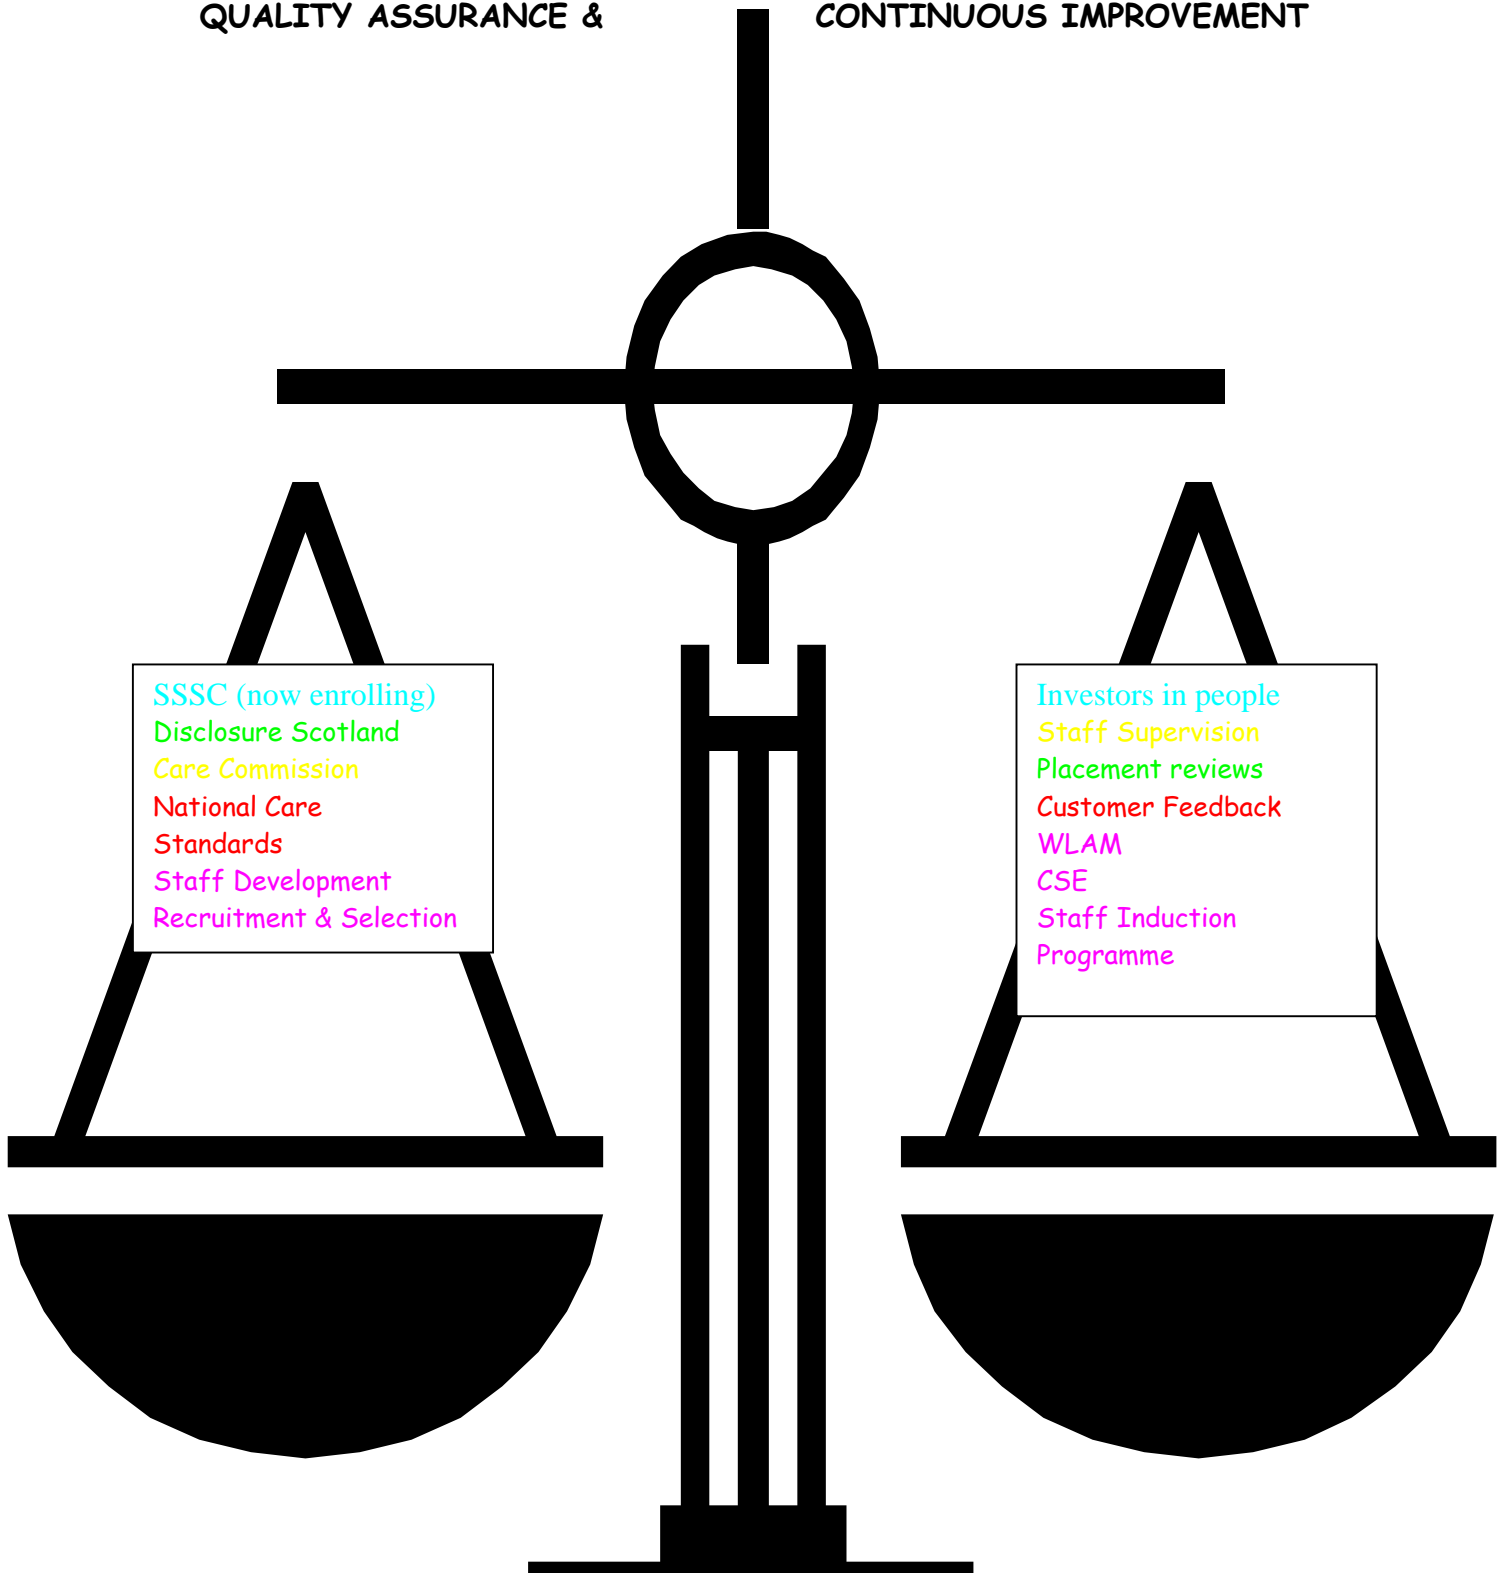 QUALITY ASSURANCE & CONTINUOUS IMPROVEMENT
SSSC (now enrolling)
Disclosure Scotland
Care Commission
National Care
Standards
Staff Development
Recruitment & Selection
Investors in people
Staff Supervision
Placement reviews
Customer Feedback
WLAM
CSE
Staff Induction
Programme